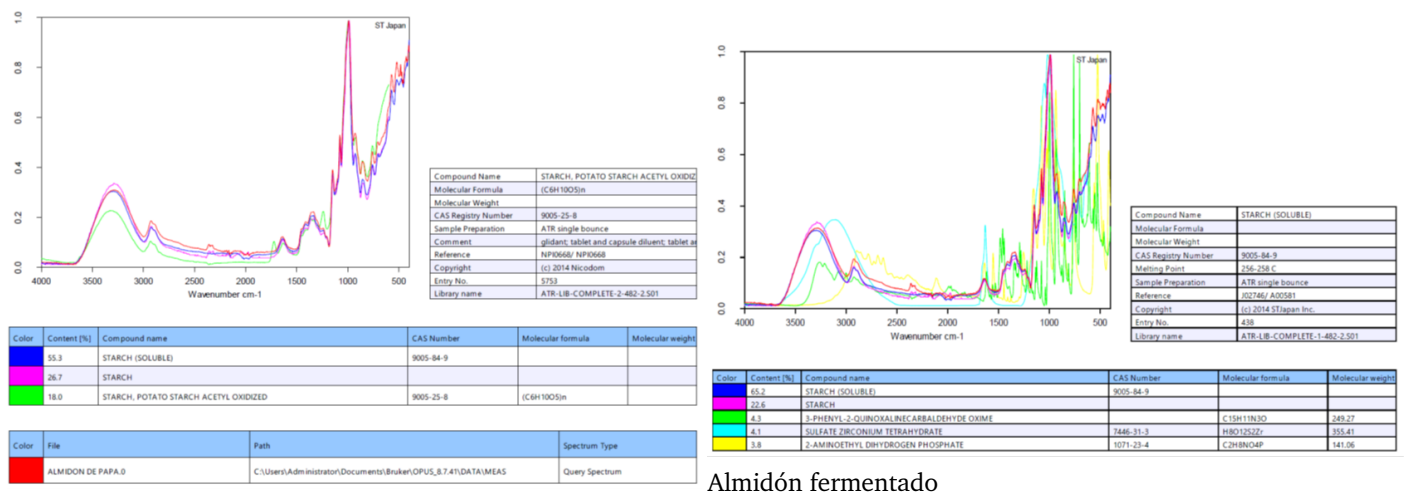 ST Japan
1.0
0.8
0.6
0.4
0.2
0.0
4000 3500 3000 2500 2000 1500 1000 500
Wavenumber cm-1
Compound Name STARCH, POTATO STARCH ACETYL OXIDIZ
Molecular Formula (C6H10O5)n
Molecular Weight
CAS Registry Number 9005-25-8
Sample Preparation ATR single bounce
Comment glidant; tablet and capsule diluent; tablet a
Reference NPI0668/ NPI0668
Copyright (c) 2014 Nicodom
Entry No. 5753
Library name ATR-LIB-COMPLETE-2-482-2.S01
Color Content [%] Compound name CAS Number Molecular formula Molecular weight
55.3 STARCH (SOLUBLE) 9005-84-9
26.7 STARCH
18.0 STARCH, POTATO STARCH ACETYL OXIDIZED 9005-25-8 (C6H10O5)n
Color File Path Spectrum Type
ALMIDON DE PAPA.0 C:\Users\Administrator\Documents\Bruker\OPUS_8.7.41\DATA\MEAS Query Spectrum
ST Japan
1.0
0.8
0.6
0.4
0.2
0.0
4000 3500 3000 2500 2000 1500 1000 500
Wavenumber cm-1
Compound Name STARCH (SOLUBLE)
Molecular Formula
Molecular Weight
CAS Registry Number 9005-84-9
Melting Point 256-258 C
Sample Preparation ATR single bounce
Reference J02746/ A00581
Copyright (c) 2014 STJapan Inc.
Entry No. 438
Library name ATR-LIB-COMPLETE-1-482-2.S01
Color Content [%] Compound name CAS Number Molecular formula Molecular weight
65.2 STARCH (SOLUBLE) 9005-84-9
22.6 STARCH
4.3 3-PHENYL-2-QUINOXALINECARBALDEHYDE OXIME C15H11N3O 249.27
4.1 SULFATE ZIRCONIUM TETRAHYDRATE 7446-31-3 H8O12S2Zr 355.41
3.8 2-AMINOETHYL DIHYDROGEN PHOSPHATE 1071-23-4 C2H8NO4P 141.06
Almidón fermentado